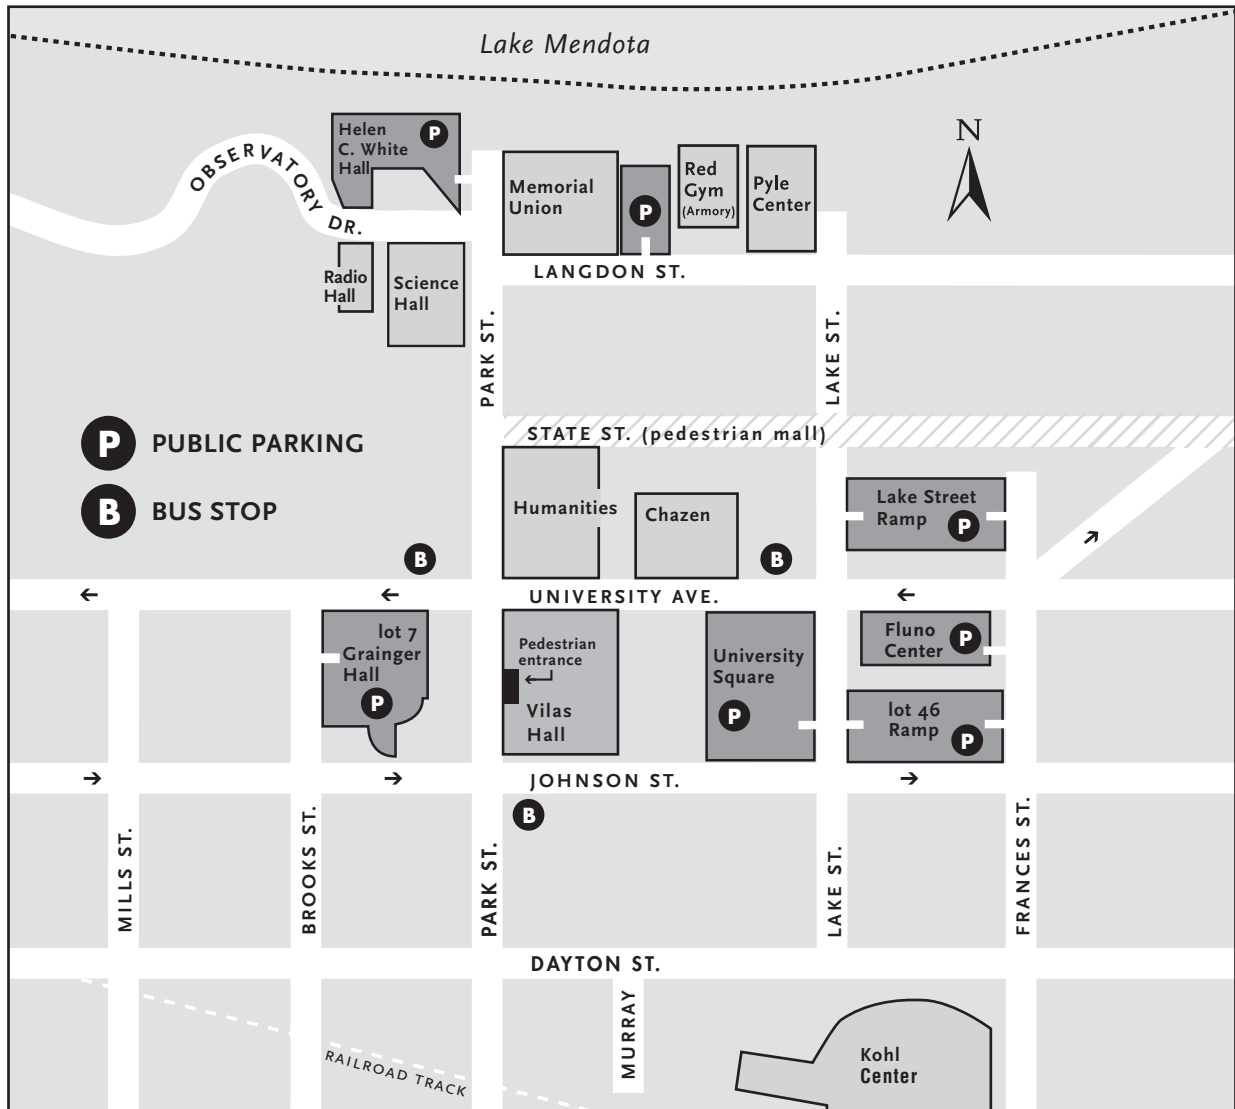 Lake Mendota
N
Helen
C. White
Hall
P
OBSERVATORY DR.
Memorial
Union
P
Red
Gym
(Armory)
Pyle
Center
Radio
Hall
Science
Hall
LANGDON ST.
PARK ST.
LAKE ST.
P PUBLIC PARKING
B BUS STOP
STATE ST. (pedestrian mall)
Humanities
Chazen
Lake Street
Ramp
P
B
B
UNIVERSITY AVE.
lot 7
Grainger
Hall
P
Pedestrian
entrance
Vilas
Hall
University
Square
P
Fluno
Center
P
lot 46
Ramp
P
JOHNSON ST.
B
MILLS ST.
BROOKS ST.
PARK ST.
LAKE ST.
FRANCES ST.
DAYTON ST.
MURRAY
RAILROAD TRACK
Kohl
Center